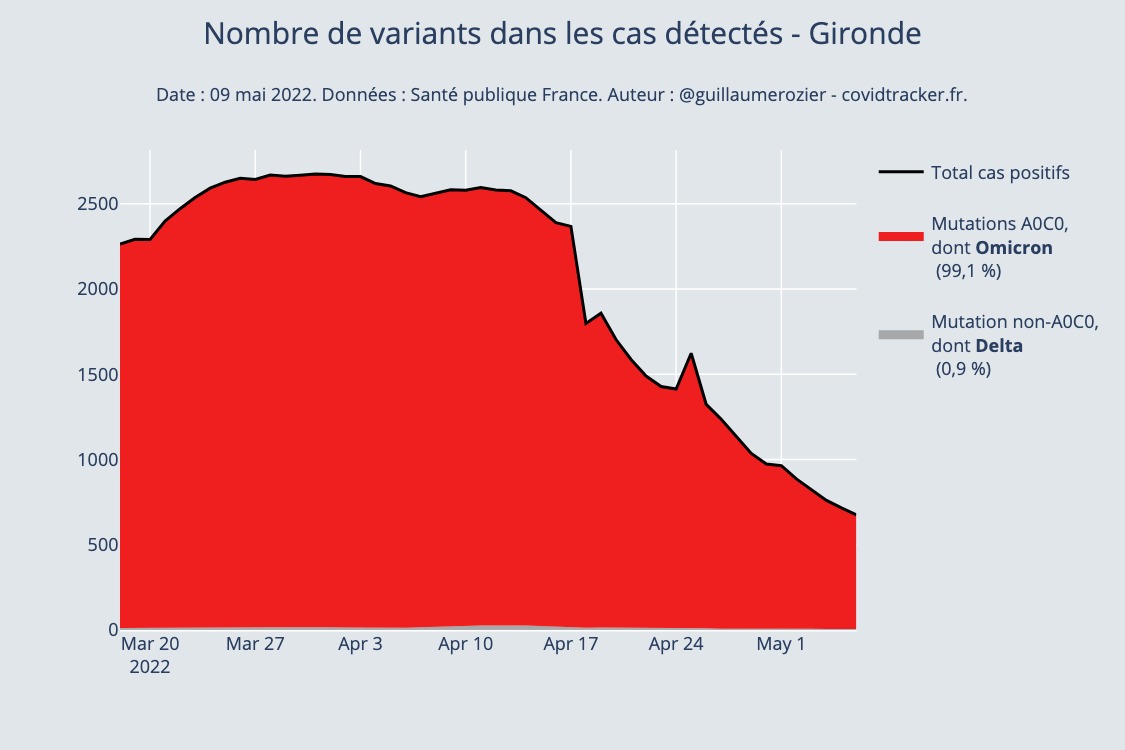 Nombre de variants dans les cas détectés - Gironde
Date : 09 mai 2022. Données : Santé publique France. Auteur : @guillaumerozier - covidtracker.fr.
Total cas positifs
Mutations A0C0,
dont Omicron
(99,1 %)
Mutation non-A0C0,
dont Delta
(0,9 %)
2500
2000
1500
1000
500
0
Mar 20
2022
Mar 27
Apr 3
Apr 10
Apr 17
Apr 24
May 1